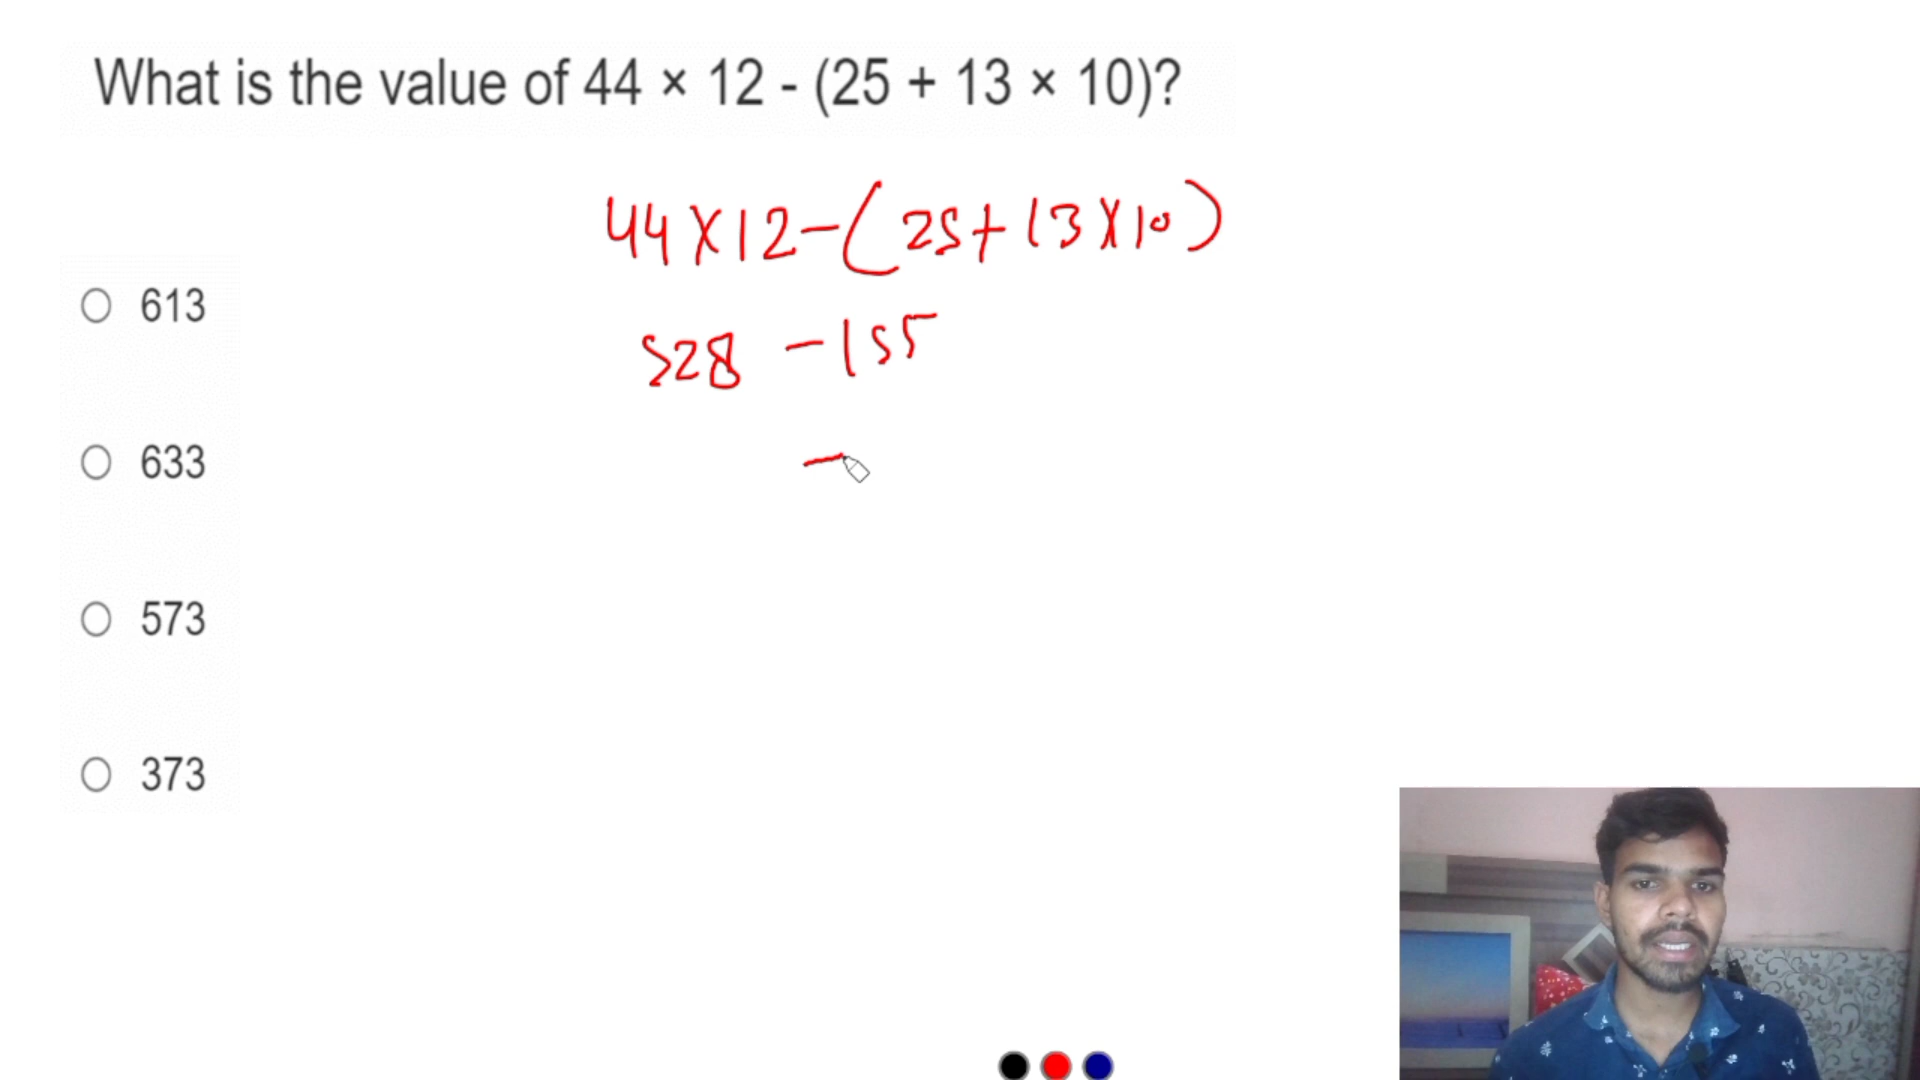 What is the value of 44 × 12 - (25 + 13 × 10)?
44 X 12 - (25 + 13 X 10)
528 - 155
613
633
573
373